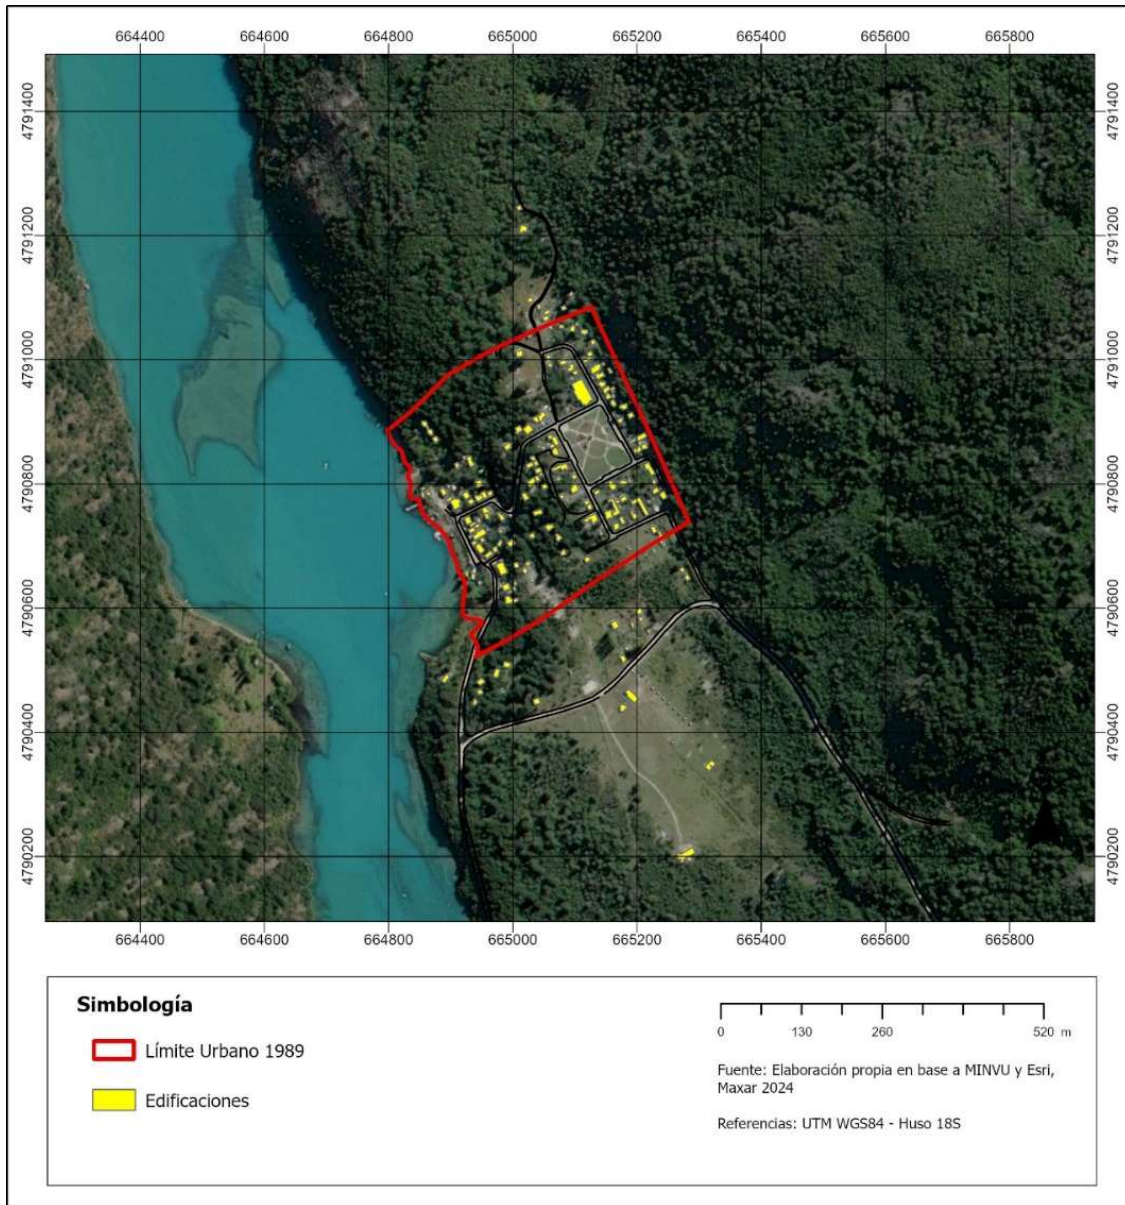 664400 664600 664800 665000 665200 665400 665600 665800
4791400 4791400
4791200 4791200
4791000 4791000
4790800 4790800
4790600 4790600
4790400 4790400
4790200 4790200
664400 664600 664800 665000 665200 665400 665600 665800
Simbología
Límite Urbano 1989
Edificaciones
0 130 260 520 m
Fuente: Elaboración propia en base a MINVU y Esri,
Maxar 2024
Referencias: UTM WGS84 - Huso 18S